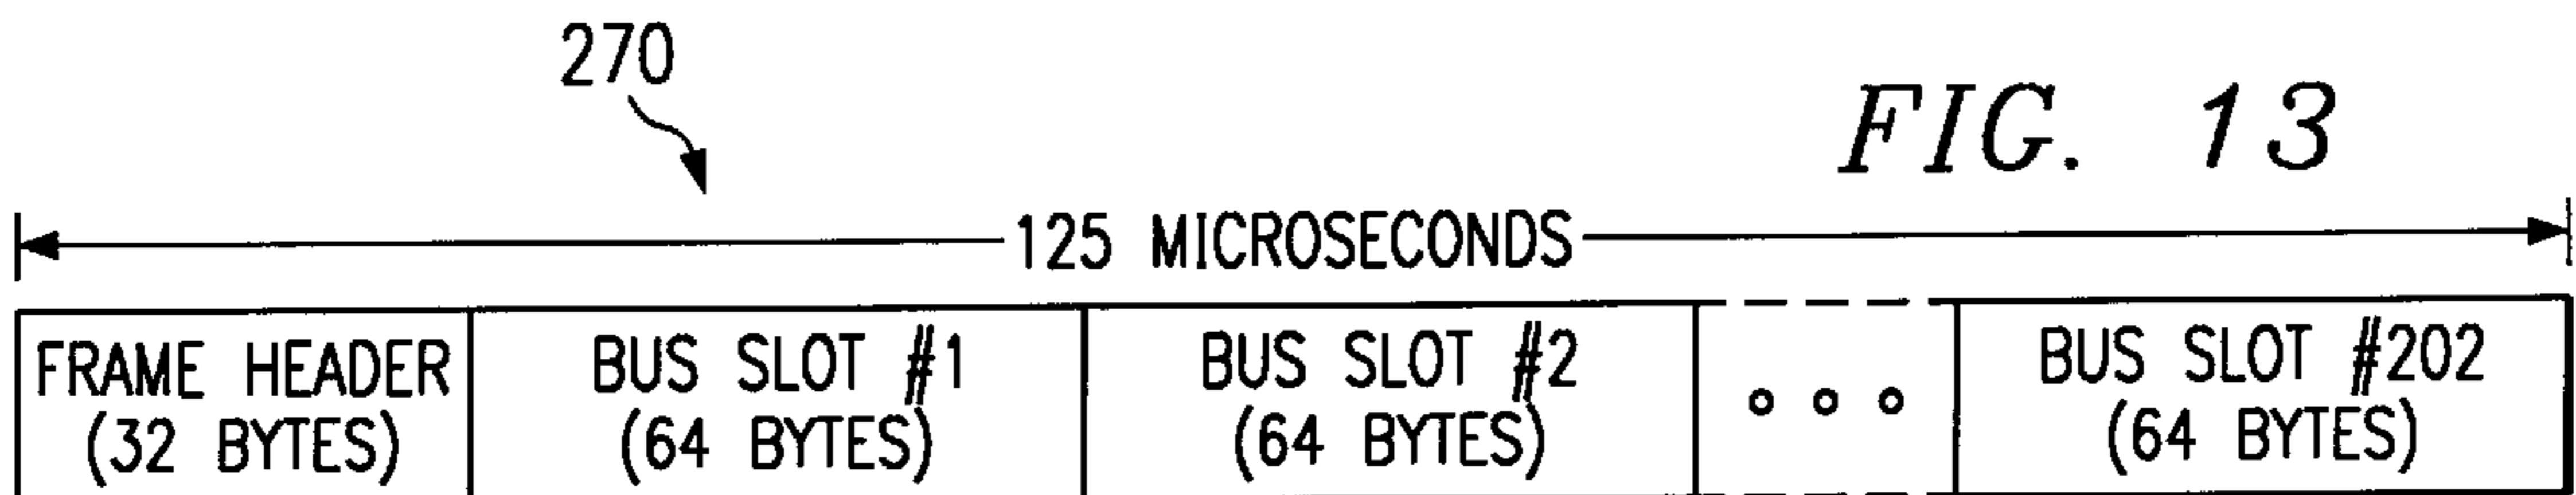 270
FIG. 13
125 MICROSECONDS
FRAME HEADER
(32 BYTES)
BUS SLOT #1
(64 BYTES)
BUS SLOT #2
(64 BYTES)
BUS SLOT #202
(64 BYTES)